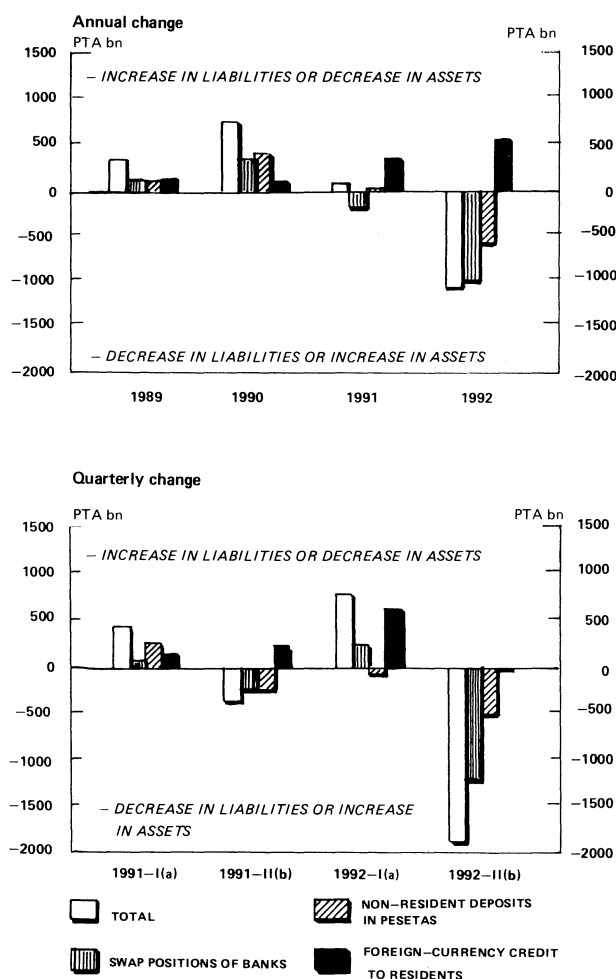 Annual change
PTA bn
PTA bn
1500
1500
– INCREASE IN LIABILITIES OR DECREASE IN ASSETS
1000
1000
500
500
0
0
–500
–500
–1000
–1000
–1500
–1500
– DECREASE IN LIABILITIES OR INCREASE IN ASSETS
–2000
–2000
1989
1990
1991
1992
Quarterly change
PTA bn
PTA bn
1500
1500
– INCREASE IN LIABILITIES OR DECREASE IN ASSETS
1000
1000
500
500
0
0
–500
–500
–1000
–1000
–1500
–1500
– DECREASE IN LIABILITIES OR INCREASE
IN ASSETS
–2000
–2000
1991–I(a)
1991–II(b)
1992–I(a)
1992–II(b)
TOTAL
NON–RESIDENT DEPOSITS
IN PESETAS
SWAP POSITIONS OF BANKS
FOREIGN–CURRENCY CREDIT
TO RESIDENTS